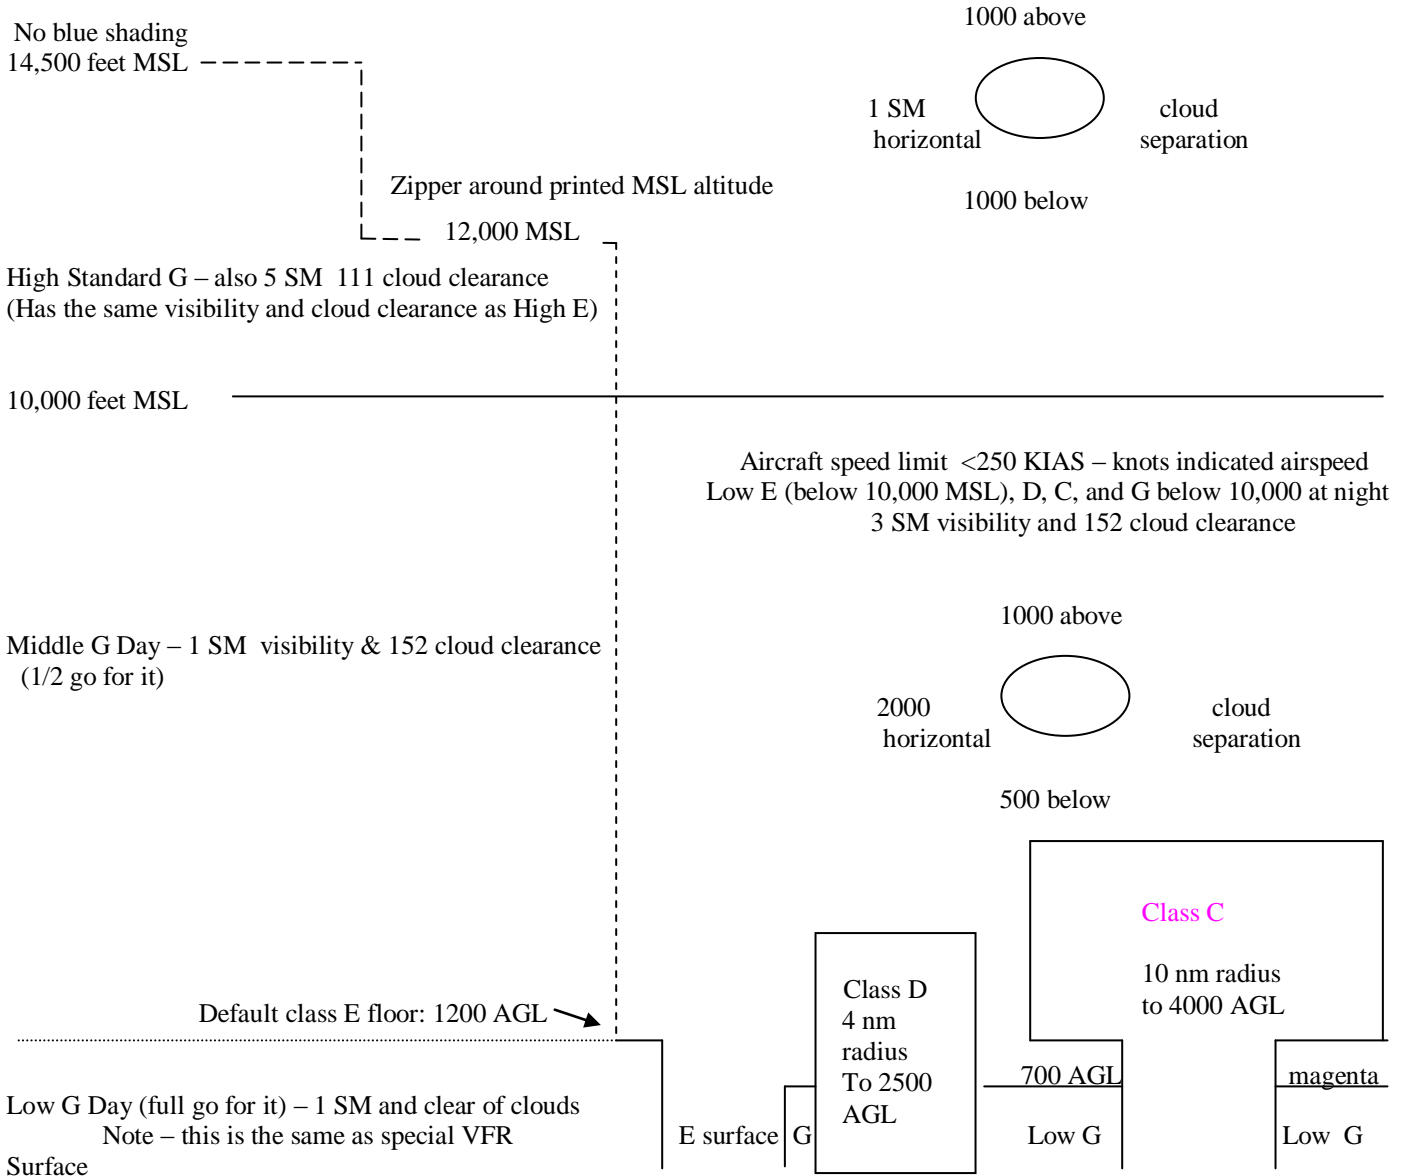 1000 above
No blue shading
14,500 feet MSL
1 SM
horizontal
cloud
separation
Zipper around printed MSL altitude
1000 below
12,000 MSL
High Standard G – also 5 SM 111 cloud clearance
(Has the same visibility and cloud clearance as High E)
10,000 feet MSL
Aircraft speed limit <250 KIAS – knots indicated airspeed
Low E (below 10,000 MSL), D, C, and G below 10,000 at night
3 SM visibility and 152 cloud clearance
1000 above
Middle G Day – 1 SM visibility & 152 cloud clearance
(1/2 go for it)
2000
horizontal
cloud
separation
500 below
Class C
10 nm radius
to 4000 AGL
Class D
4 nm
radius
To 2500
AGL
Default class E floor: 1200 AGL
700 AGL
magenta
Low G Day (full go for it) – 1 SM and clear of clouds
Note – this is the same as special VFR
E surface
G
Low G
Low G
Surface